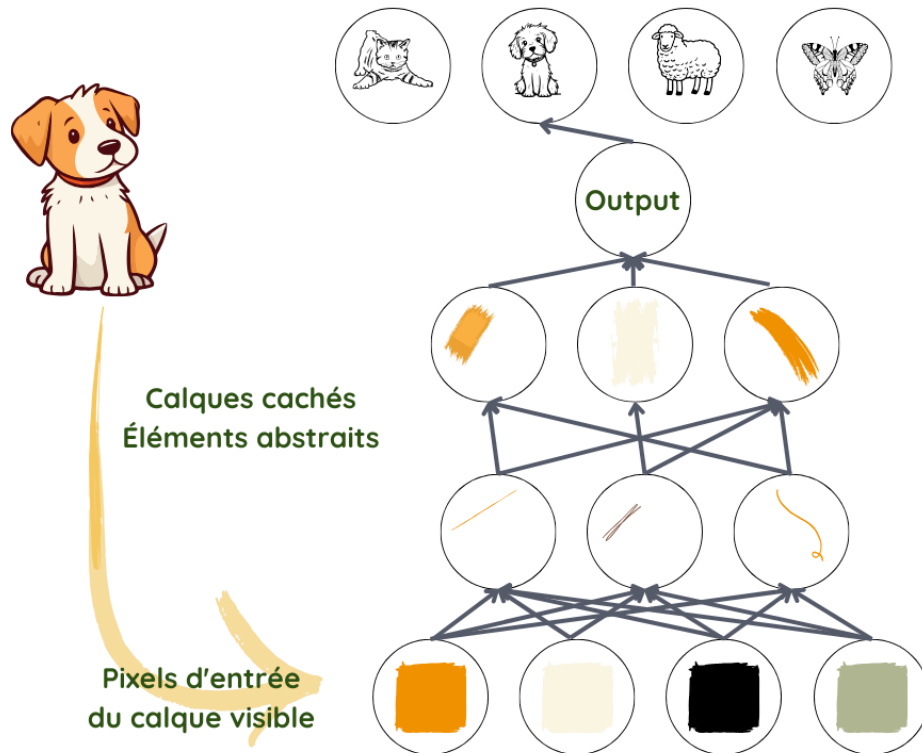 Output
Calques cachés
Éléments abstraits
Pixels d'entrée
du calque visible